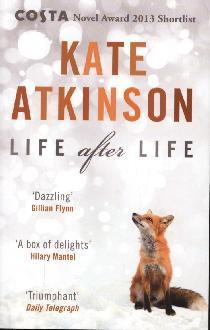 COSTA Novel Award 2013 Shortlist
KATE
ATKINSON
LIFE after LIFE
'Dazzling'
Gillian Flynn
'A box of delights'
Hilary Mantel
'Triumphant'
Daily Telegraph